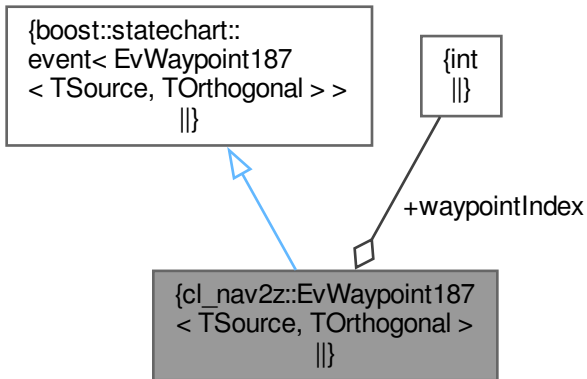 {boost::statechart::
event< EvWaypoint187
< TSource, TOrthogonal > >
||}
{int
||}
+waypointIndex
{cl_nav2z::EvWaypoint187
< TSource, TOrthogonal >
||}